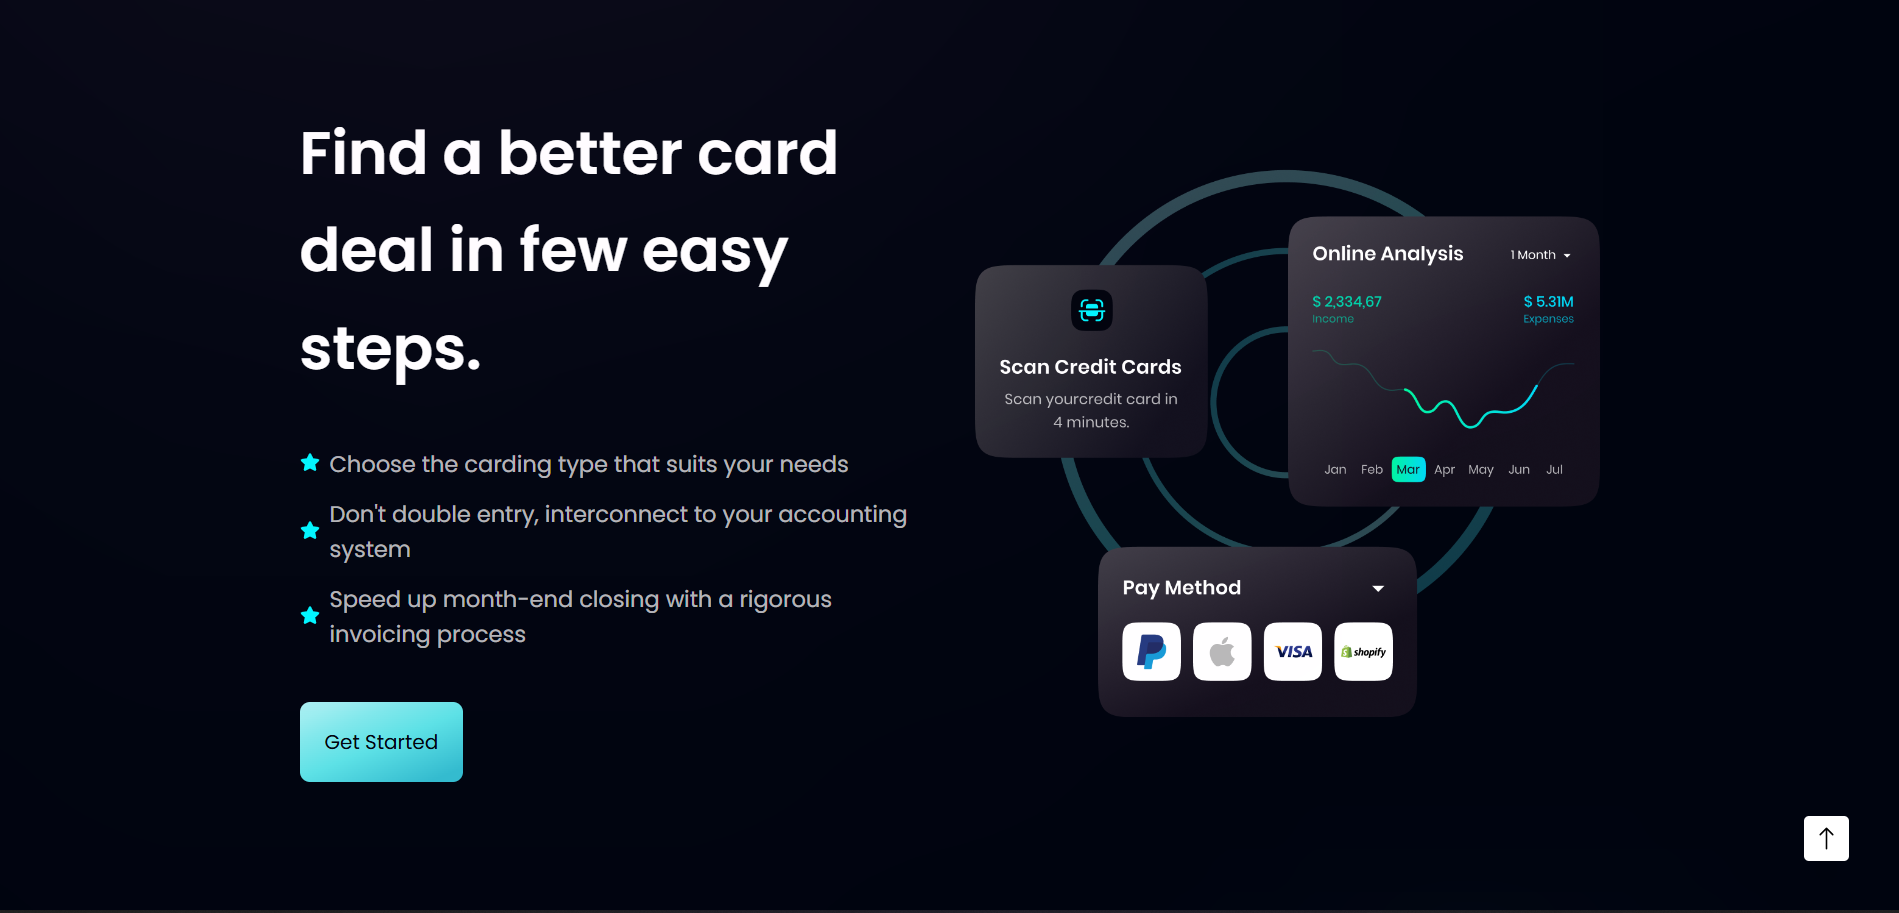 Find a better card
deal in few easy
steps.
Choose the carding type that suits your needs
Don't double entry, interconnect to your accounting
system
Speed up month-end closing with a rigorous
invoicing process
Get Started
Scan Credit Cards
Scan yourcredit card in
4 minutes.
Online Analysis
1 Month
$ 2,334,67
$ 5.31M
Income
Expenses
Jan Feb Mar Apr May Jun Jul
Pay Method
VISA
shopify